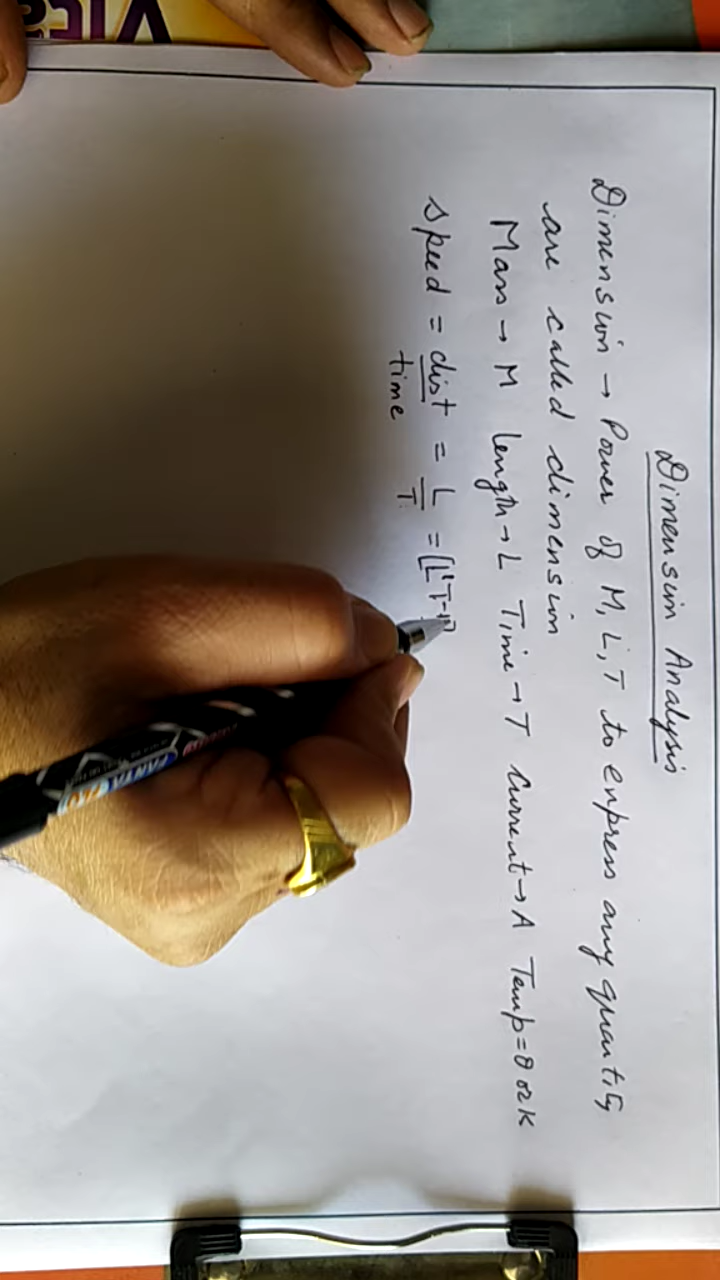 Dimension Analysis
Dimension → Power of M, L, T to express any quantity
are called dimension
Mass → M length → L Time → T Current → A Temp = θ or K
speed = dist/time = L/T = [L¹T⁻¹]